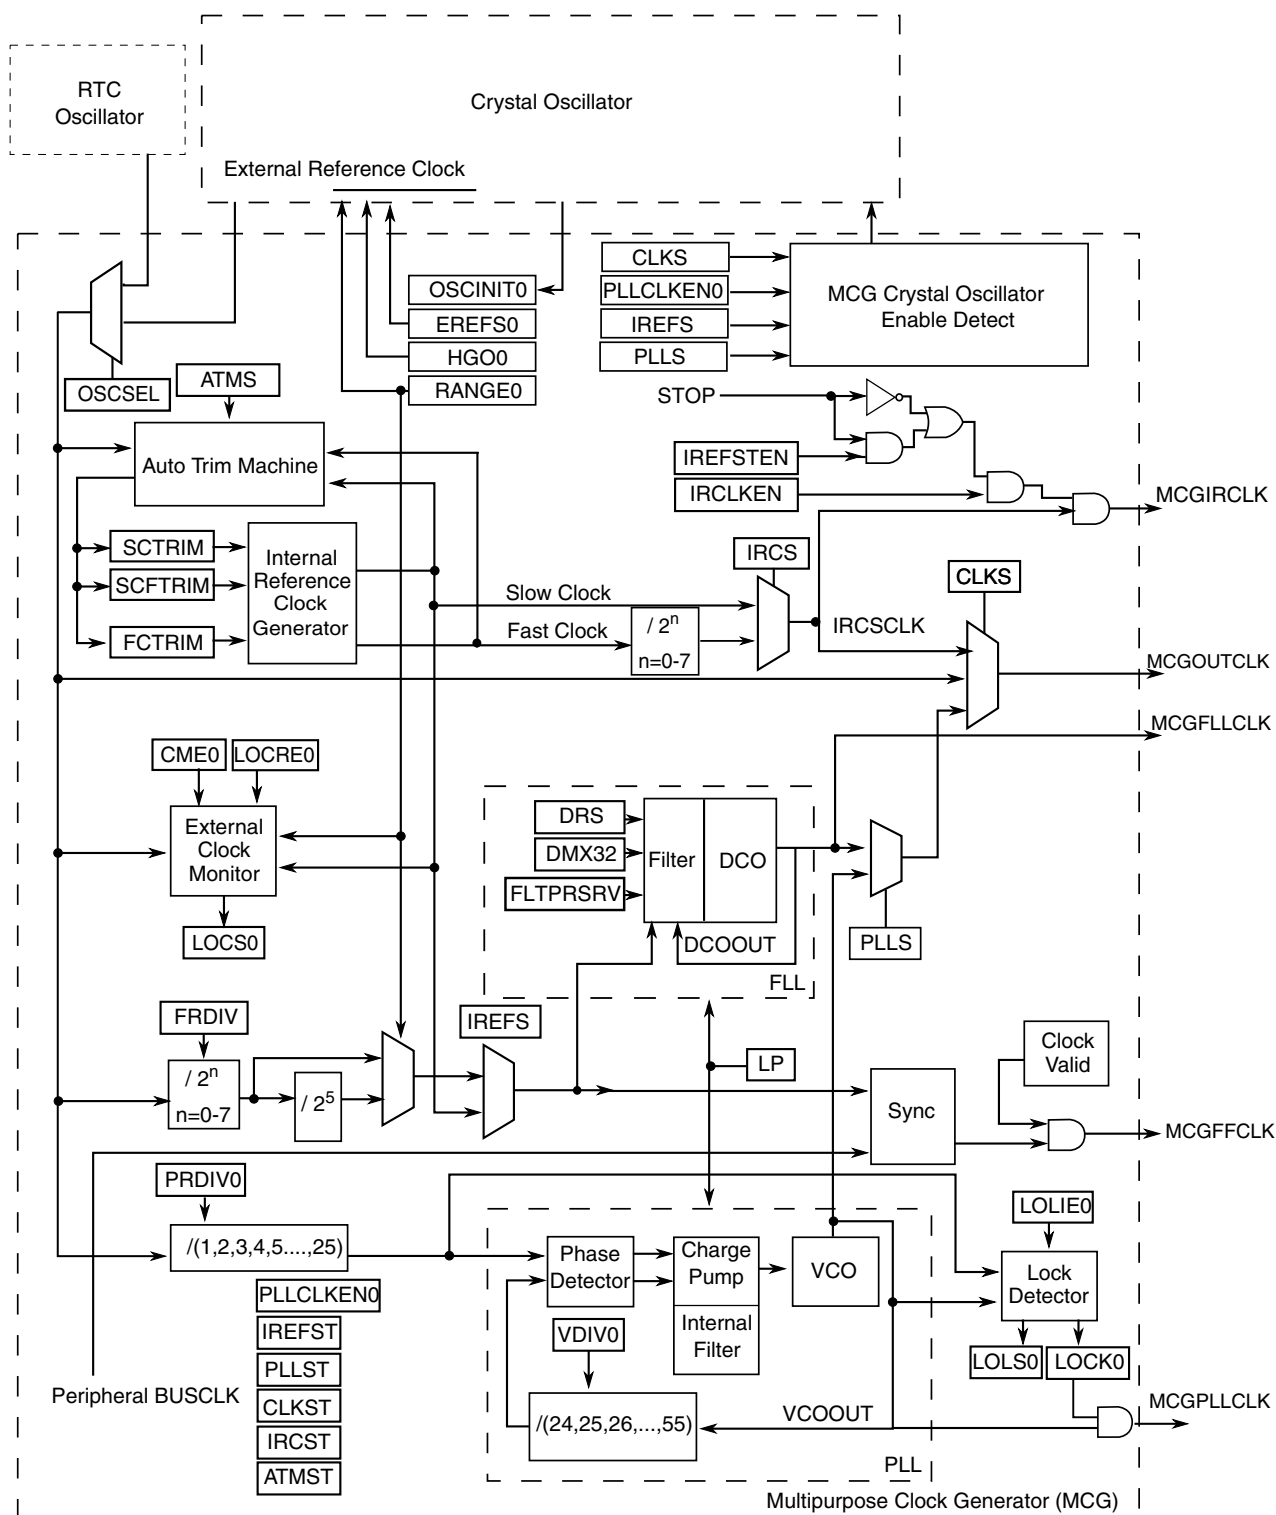 RTC
Oscillator
Crystal Oscillator
External Reference Clock
OSCINIT0
EREFS0
HGO0
RANGE0
CLKS
PLLCLKEN0
IREFS
PLLS
MCG Crystal Oscillator
Enable Detect
OSCSEL
ATMS
STOP
Auto Trim Machine
IREFSTEN
IRCLKEN
MCGIRCLK
SCTRIM
SCFTRIM
FCTRIM
Internal
Reference
Clock
Generator
IRCS
CLKS
Slow Clock
Fast Clock
/ 2^n
n=0-7
IRCSCLK
MCGOUTCLK
MCGFLLCLK
CME0
LOCRE0
External
Clock
Monitor
LOCS0
DRS
DMX32
FLTPRSRV
Filter
DCO
DCOOUT
FLL
PLLS
FRDIV
/ 2^n
n=0-7
/ 2^5
IREFS
LP
Clock
Valid
Sync
MCGFFCLK
PRDIV0
/(1,2,3,4,5....,25)
LOLIE0
Phase
Detector
Charge
Pump
Internal
Filter
VCO
Lock
Detector
VDIV0
LOLS0
LOCK0
PLLCLKEN0
IREFST
PLLST
CLKST
IRCST
ATMST
Peripheral BUSCLK
/(24,25,26,...,55)
VCOOUT
MCGPLLCLK
PLL
Multipurpose Clock Generator (MCG)